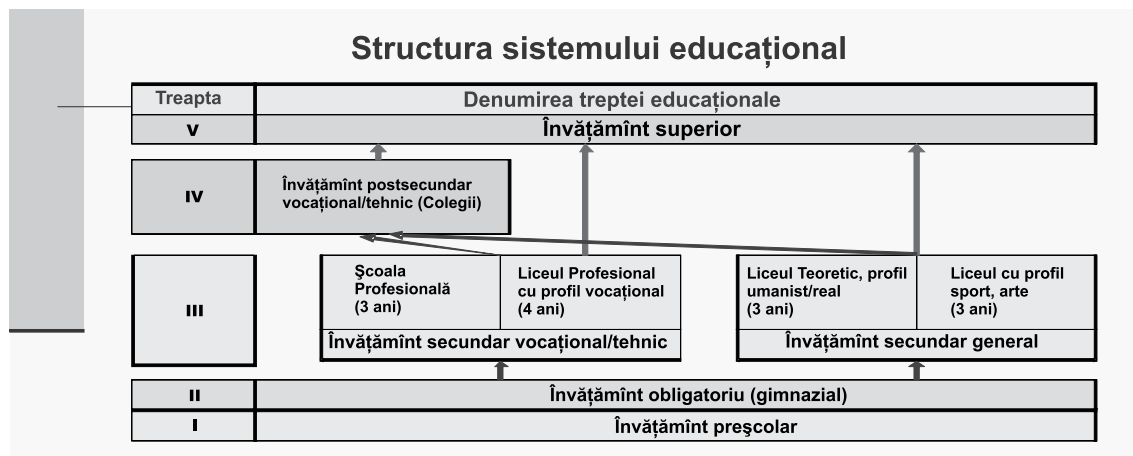 Structura sistemului educațional
Treapta
Denumirea treptei educaționale
V
Învățămînt superior
IV
Învățămînt postsecundar
vocațional/tehnic (Colegii)
III
Şcoala
Profesională
(3 ani)
Liceul Profesional
cu profil vocațional
(4 ani)
Învățămînt secundar vocațional/tehnic
Liceul Teoretic, profil
umanist/real
(3 ani)
Liceul cu profil
sport, arte
(3 ani)
Învățămînt secundar general
II
Învățămînt obligatoriu (gimnazial)
I
Învățămînt preşcolar